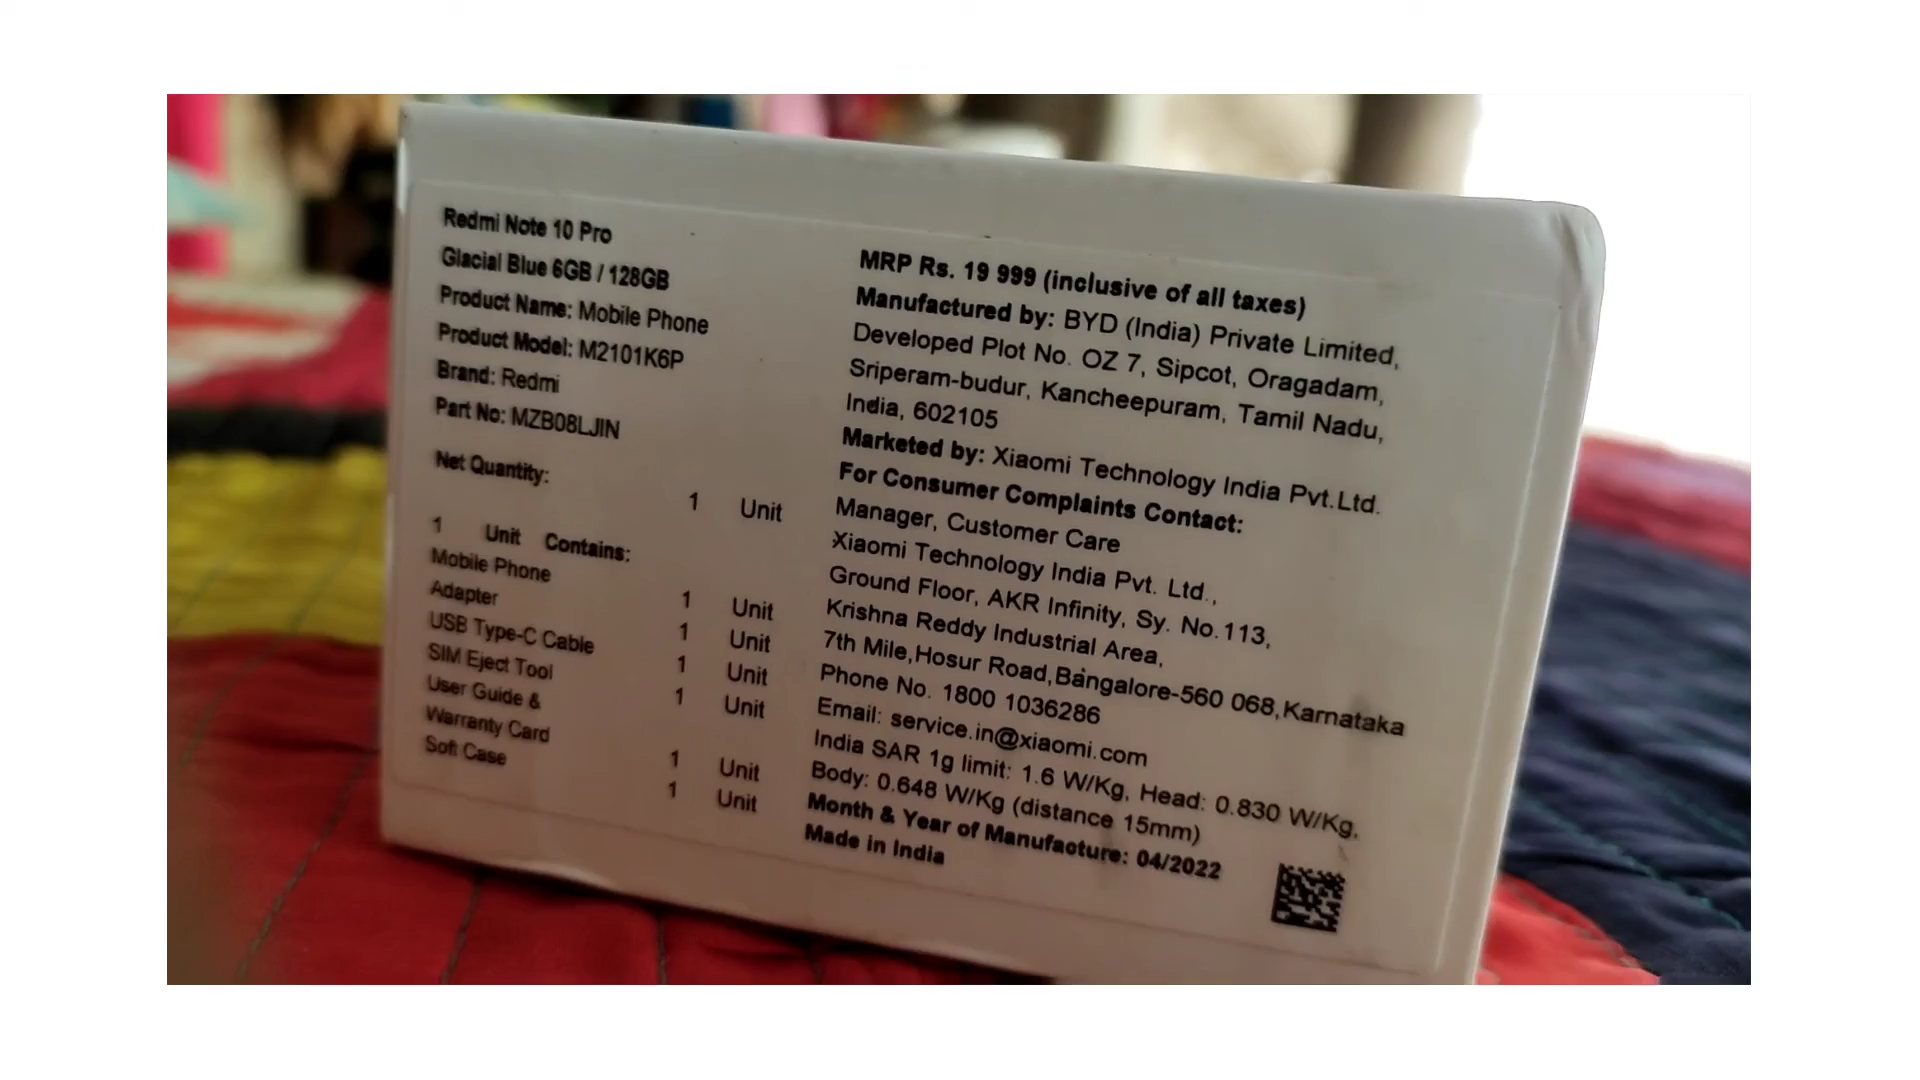 Redmi Note 10 Pro
Glacial Blue 6GB / 128GB
Product Name: Mobile Phone
Product Model: M2101K6P
Brand: Redmi
Part No: MZB08LJIN
Net Quantity:
1 Unit
1 Unit Contains:
Mobile Phone 1 Unit
Adapter 1 Unit
USB Type-C Cable 1 Unit
SIM Eject Tool 1 Unit
User Guide &
Warranty Card 1 Unit
Soft Case 1 Unit
MRP Rs. 19 999 (inclusive of all taxes)
Manufactured by: BYD (India) Private Limited,
Developed Plot No. OZ 7, Sipcot, Oragadam,
Sriperam-budur, Kancheepuram, Tamil Nadu,
India, 602105
Marketed by: Xiaomi Technology India Pvt.Ltd.
For Consumer Complaints Contact:
Manager, Customer Care
Xiaomi Technology India Pvt. Ltd.,
Ground Floor, AKR Infinity, Sy. No.113,
Krishna Reddy Industrial Area,
7th Mile,Hosur Road,Bangalore-560 068,Karnataka
Phone No. 1800 1036286
Email: service.in@xiaomi.com
India SAR 1g limit: 1.6 W/Kg, Head: 0.830 W/Kg,
Body: 0.648 W/Kg (distance 15mm)
Month & Year of Manufacture: 04/2022
Made in India